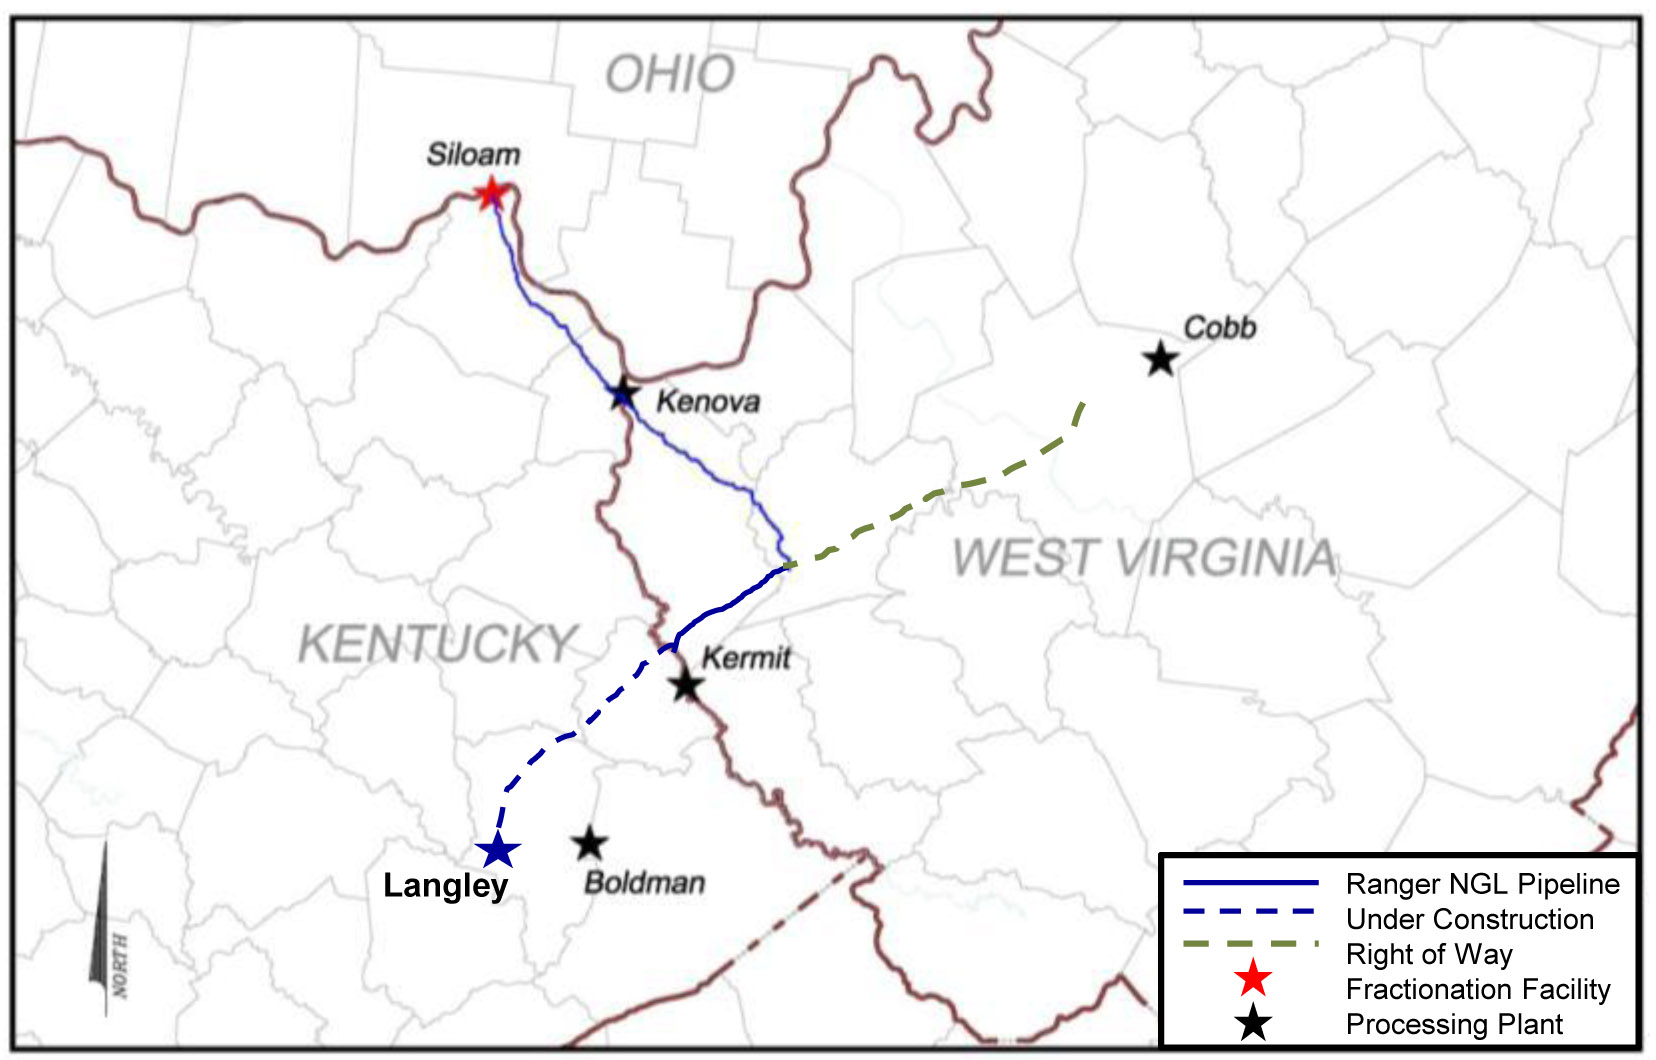 OHIO
Siloam
Cobb
Kenova
WEST VIRGINIA
KENTUCKY
Kermit
Boldman
Langley
NORTH
Ranger NGL Pipeline
Under Construction
Right of Way
Fractionation Facility
Processing Plant